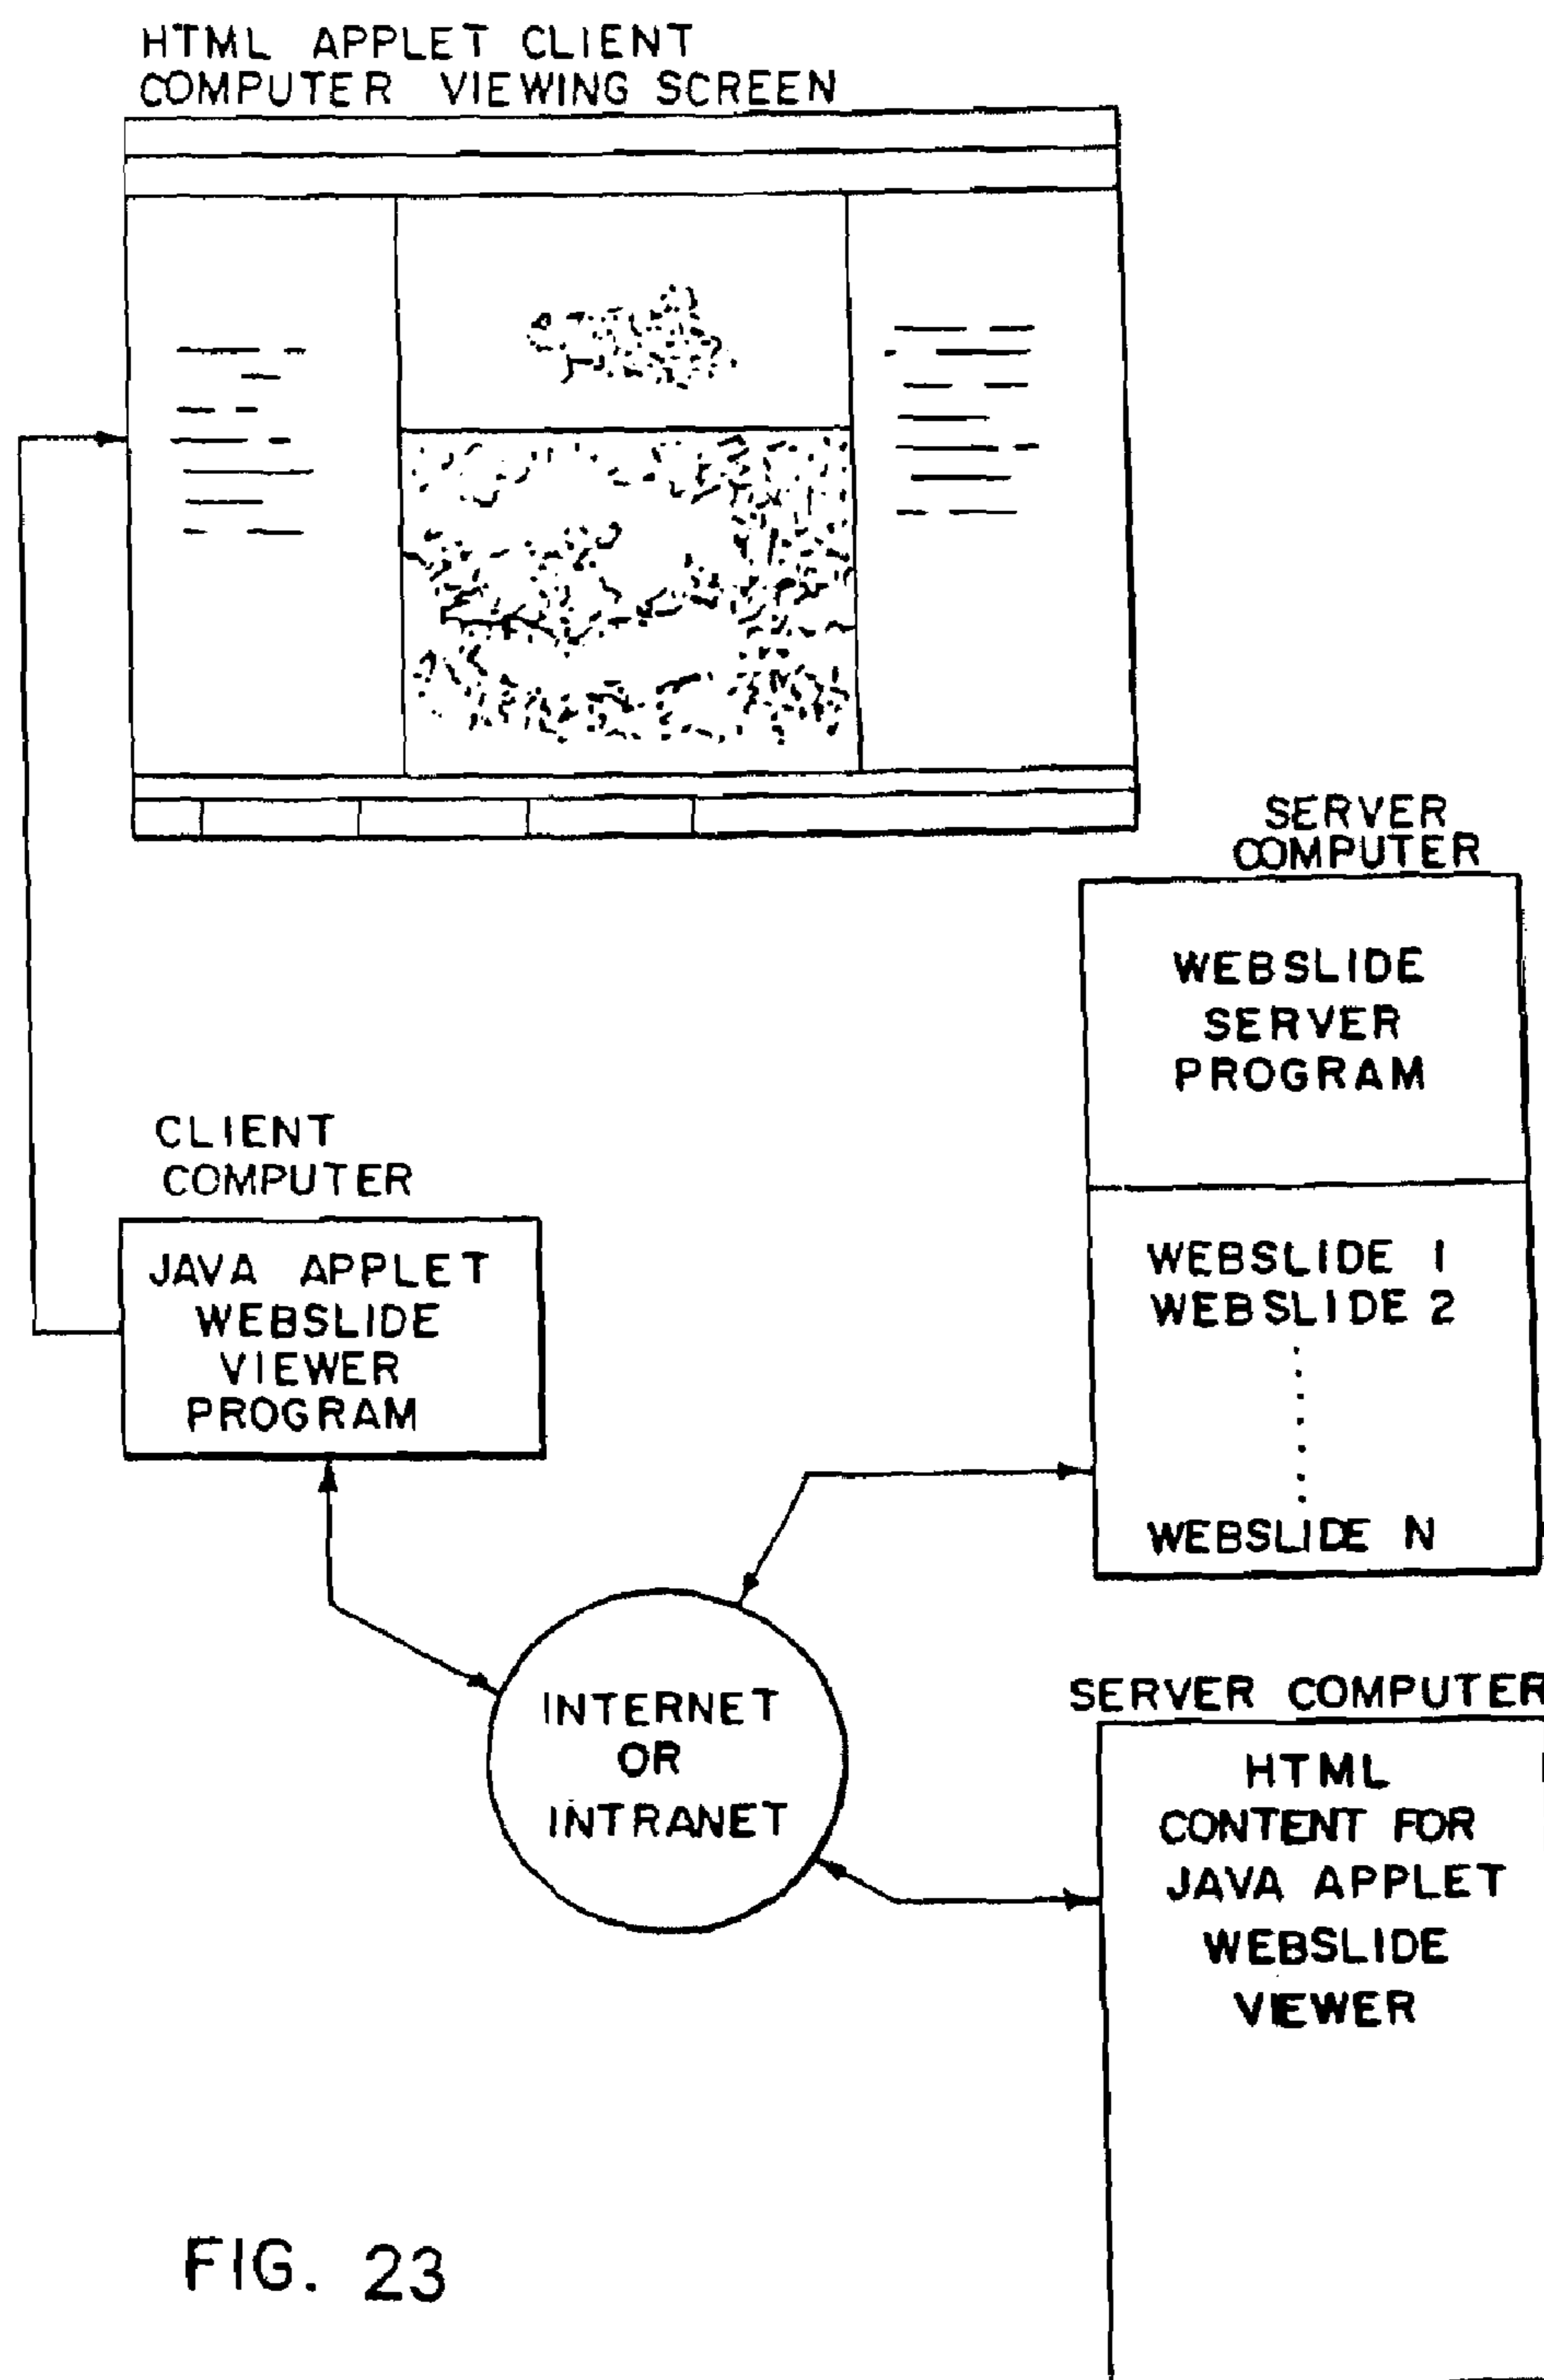 HTML APPLET CLIENT
COMPUTER VIEWING SCREEN
SERVER
COMPUTER
WEBSLIDE
SERVER
PROGRAM
WEBSLIDE 1
WEBSLIDE 2
WEBSLIDE N
CLIENT
COMPUTER
JAVA APPLET
WEBSLIDE
VIEWER
PROGRAM
INTERNET
OR
INTRANET
SERVER COMPUTER
HTML
CONTENT FOR
JAVA APPLET
WEBSLIDE
VIEWER
FIG. 23